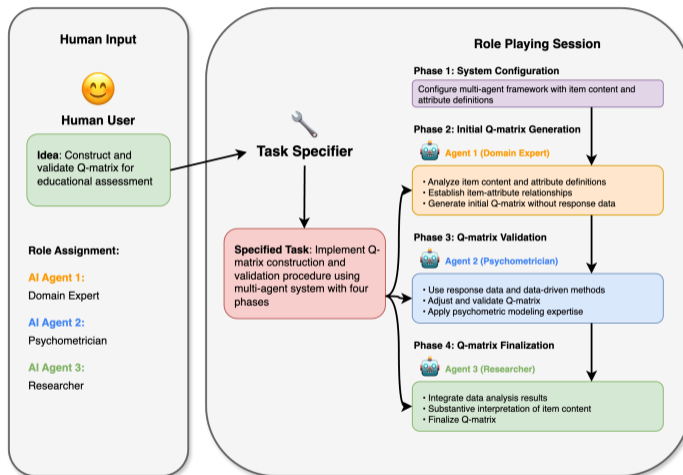 Human Input
Human User
Idea: Construct and
validate Q-matrix for
educational assessment
Role Assignment:
AI Agent 1:
Domain Expert
AI Agent 2:
Psychometrician
AI Agent 3:
Researcher
Task Specifier
Specified Task: Implement Q-
matrix construction and
validation procedure using
multi-agent system with four
phases
Role Playing Session
Phase 1: System Configuration
Configure multi-agent framework with item content and
attribute definitions
Phase 2: Initial Q-matrix Generation
Agent 1 (Domain Expert)
• Analyze item content and attribute definitions
• Establish item-attribute relationships
• Generate initial Q-matrix without response data
Phase 3: Q-matrix Validation
Agent 2 (Psychometrician)
• Use response data and data-driven methods
• Adjust and validate Q-matrix
• Apply psychometric modeling expertise
Phase 4: Q-matrix Finalization
Agent 3 (Researcher)
• Integrate data analysis results
• Substantive interpretation of item content
• Finalize Q-matrix